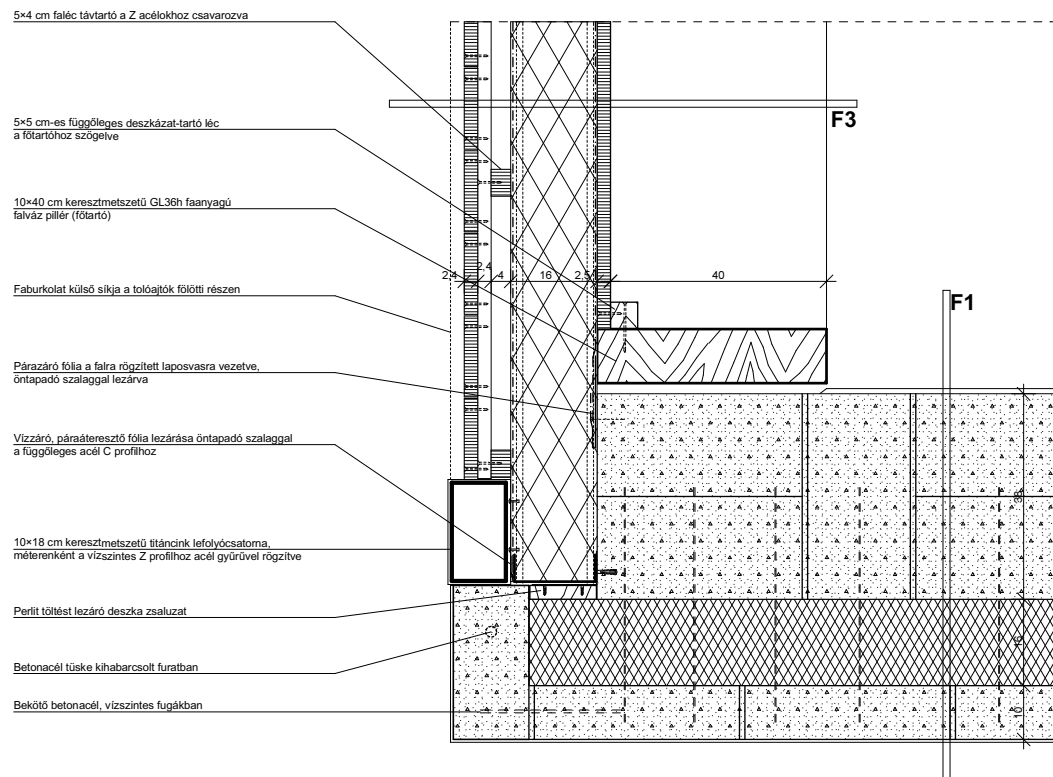 5×4 cm faléc távtartó a Z acélokhoz csavarozva
F3
5×5 cm-es függőleges deszkázat-tartó léc
a főtartóhoz szögelve
10×40 cm keresztmetszetű GL36h faanyagú
falváz pillér (főtartó)
2,4
2,4
4
16
2,5
40
Faburkolat külső síkja a tolóajtók fölötti részen
F1
Párazáró fólia a falra rögzített laposvasra vezetve,
öntapadó szalaggal lezárva
Vízzáró, páraáteresztő fólia lezárása öntapadó szalaggal
a függőleges acél C profilhoz
38
10×18 cm keresztmetszetű titáncink lefolyócsatorna,
méterenként a vízszintes Z profilhoz acél gyűrűvel rögzítve
Perlit töltést lezáró deszka zsaluzat
16
Betonacél tüske kihabarcsolt furatban
Bekötő betonacél, vízszintes fugákban
10